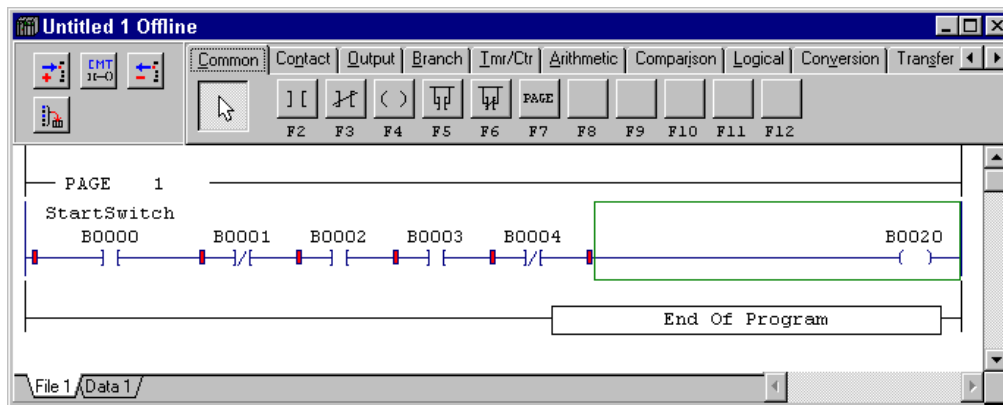 Untitled 1 Offline
CMT
Common Contact Output Branch Tmr/Ctr Arithmetic Comparison Logical Conversion Transfer
PAGE
F2 F3 F4 F5 F6 F7 F8 F9 F10 F11 F12
PAGE 1
StartSwitch
B0000 B0001 B0002 B0003 B0004 B0020
End Of Program
File 1 Data 1